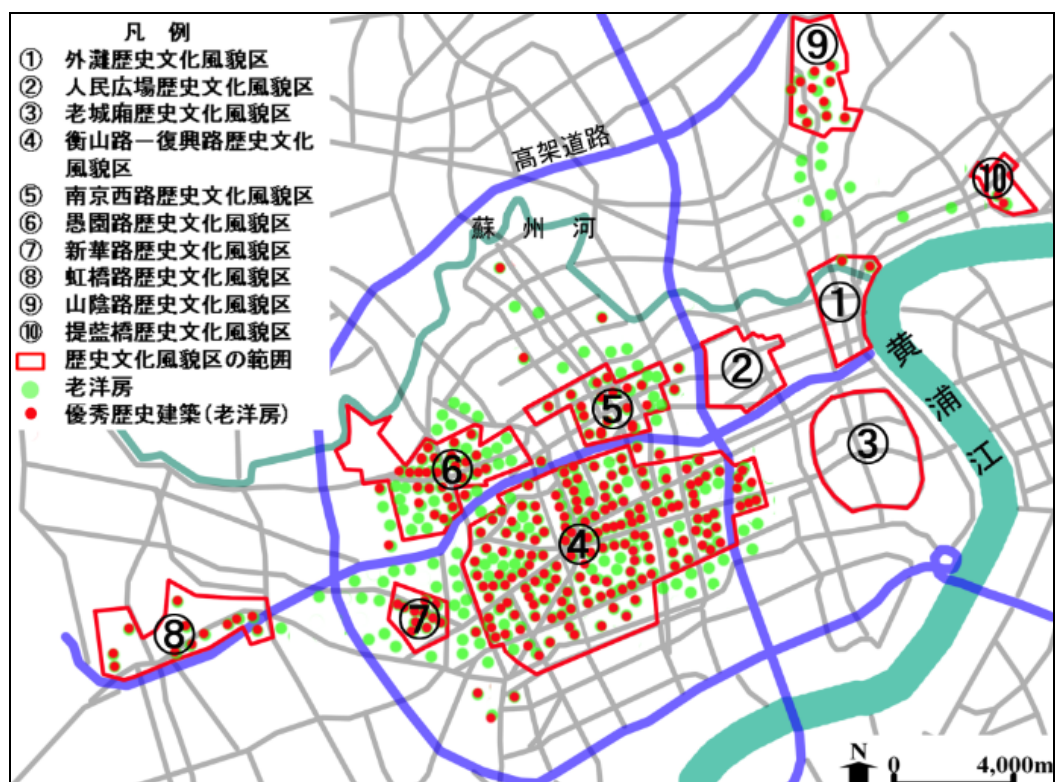 凡 例
① 外灘歴史文化風貌区
② 人民広場歴史文化風貌区
③ 老城廂歴史文化風貌区
④ 衡山路－復興路歴史文化
風貌区
⑤ 南京西路歴史文化風貌区
⑥ 愚園路歴史文化風貌区
⑦ 新華路歴史文化風貌区
⑧ 虹橋路歴史文化風貌区
⑨ 山陰路歴史文化風貌区
⑩ 提藍橋歴史文化風貌区
歴史文化風貌区の範囲
老洋房
優秀歴史建築(老洋房)
高架道路
蘇州河
黄浦江
⑨
⑩
①
②
③
⑤
⑥
④
⑦
⑧
N
0 4,000m